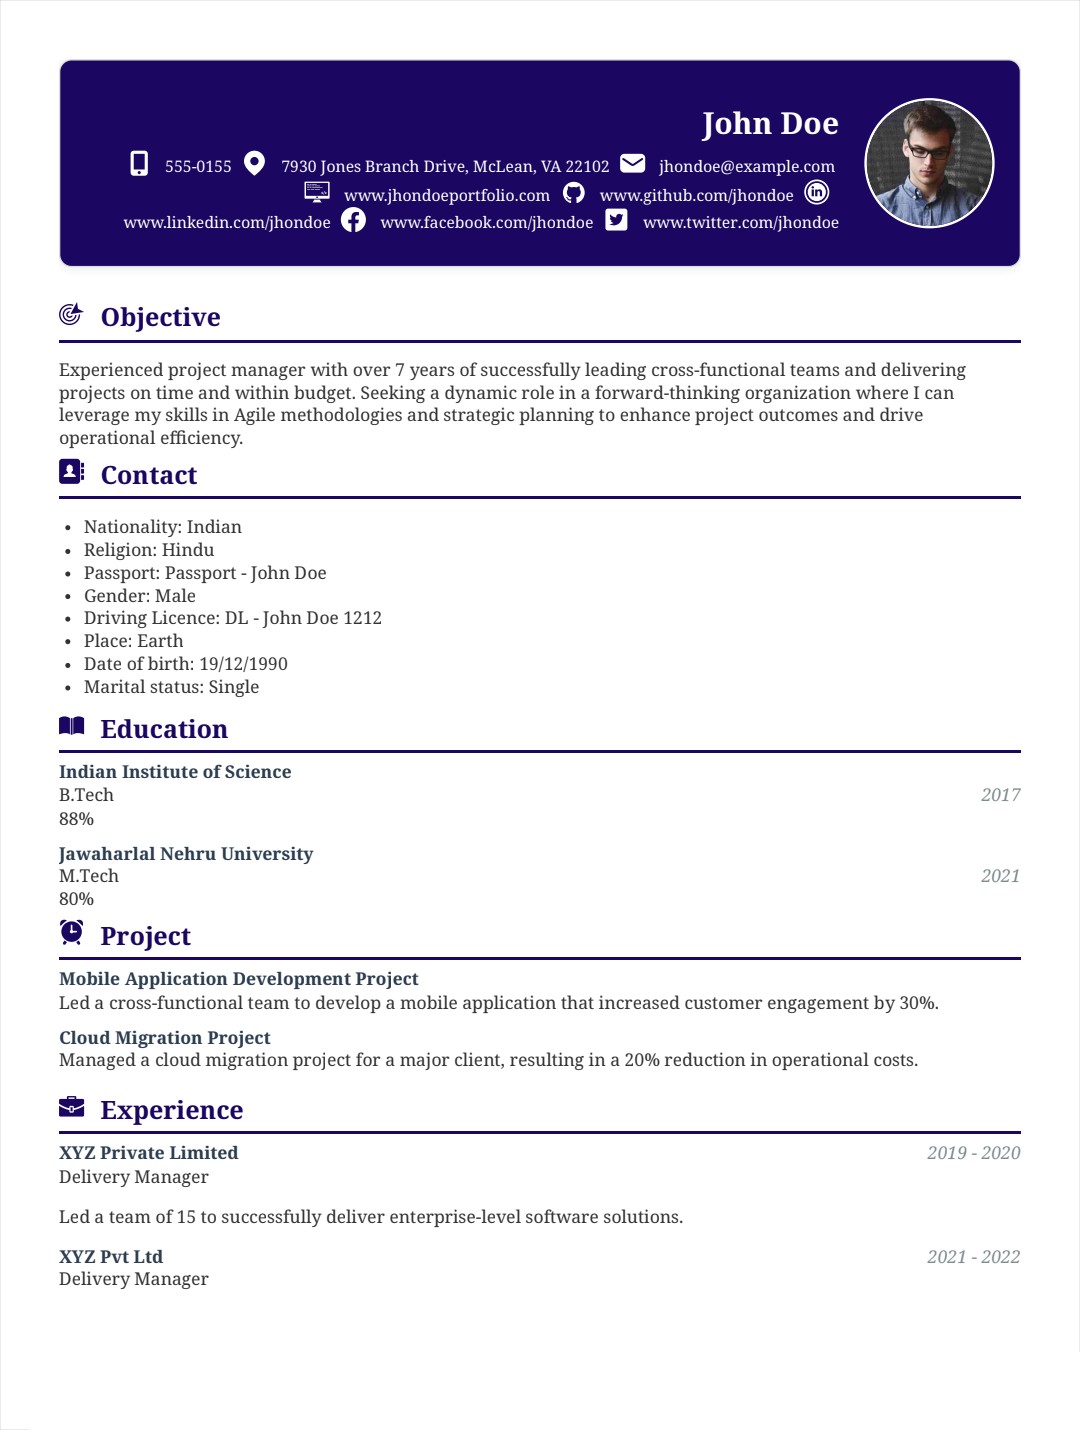 John Doe
555-0155 7930 Jones Branch Drive, McLean, VA 22102 jhondoe@example.com
www.jhondoeportfolio.com www.github.com/jhondoe
www.linkedin.com/jhondoe www.facebook.com/jhondoe www.twitter.com/jhondoe
Objective
Experienced project manager with over 7 years of successfully leading cross-functional teams and delivering
projects on time and within budget. Seeking a dynamic role in a forward-thinking organization where I can
leverage my skills in Agile methodologies and strategic planning to enhance project outcomes and drive
operational efficiency.
Contact
• Nationality: Indian
• Religion: Hindu
• Passport: Passport - John Doe
• Gender: Male
• Driving Licence: DL - John Doe 1212
• Place: Earth
• Date of birth: 19/12/1990
• Marital status: Single
Education
Indian Institute of Science
B.Tech 2017
88%
Jawaharlal Nehru University
M.Tech 2021
80%
Project
Mobile Application Development Project
Led a cross-functional team to develop a mobile application that increased customer engagement by 30%.
Cloud Migration Project
Managed a cloud migration project for a major client, resulting in a 20% reduction in operational costs.
Experience
XYZ Private Limited 2019 - 2020
Delivery Manager
Led a team of 15 to successfully deliver enterprise-level software solutions.
XYZ Pvt Ltd 2021 - 2022
Delivery Manager